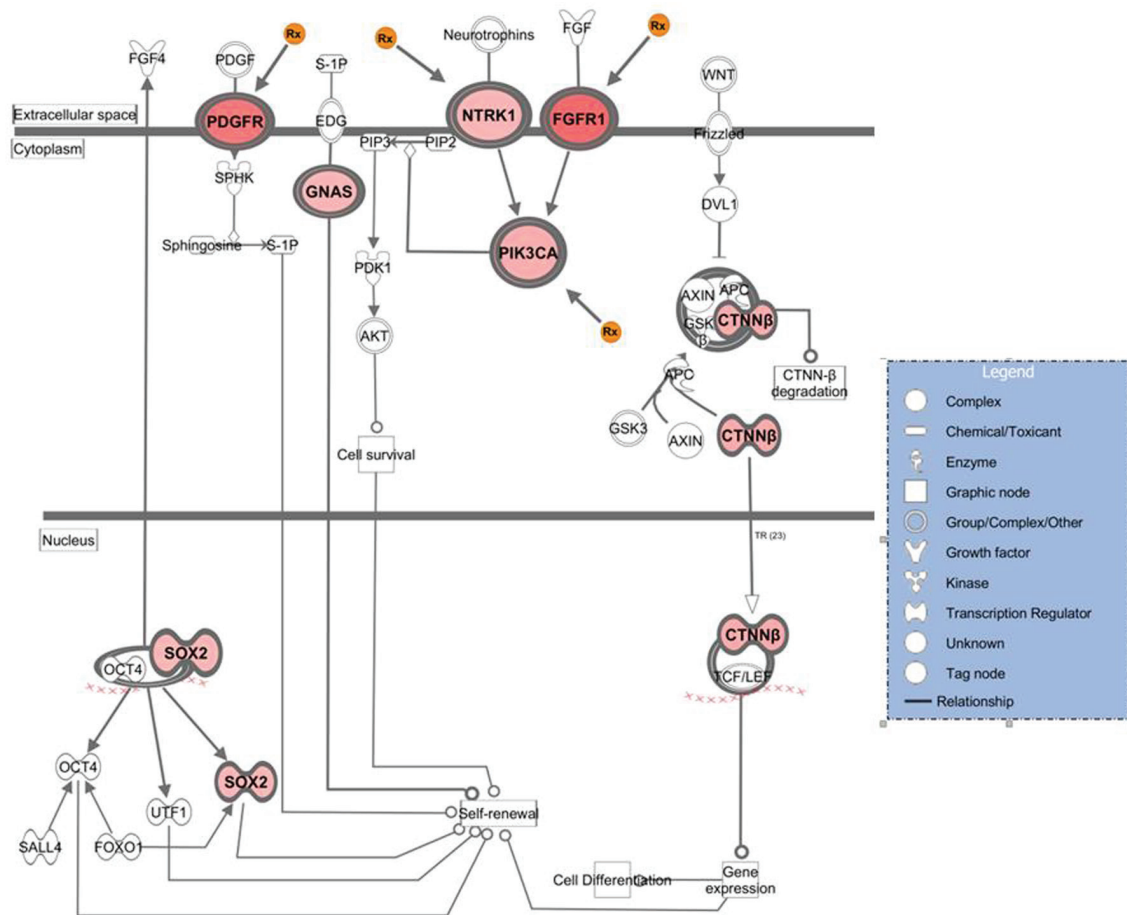 Rx
Rx
Neurotrophins
FGF
Rx
FGF4
PDGF
S-1P
WNT
Extracellular space
PDGFR
EDG
NTRK1
FGFR1
Frizzled
Cytoplasm
PIP3
PIP2
SPHK
GNAS
DVL1
Sphingosine
S-1P
PDK1
PIK3CA
AXIN
APC
GSK
β
CTNNβ
Rx
AKT
APC
CTNN-β
degradation
GSK3
AXIN
CTNNβ
Cell survival
Nucleus
TR (23)
SOX2
OCT4
CTNNβ
TCF/LEF
OCT4
SOX2
UTF1
Self-renewal
SALL4
FOXO1
Cell Differentiation
Gene
expression
Legend
Complex
Chemical/Toxicant
Enzyme
Graphic node
Group/Complex/Other
Growth factor
Kinase
Transcription Regulator
Unknown
Tag node
Relationship